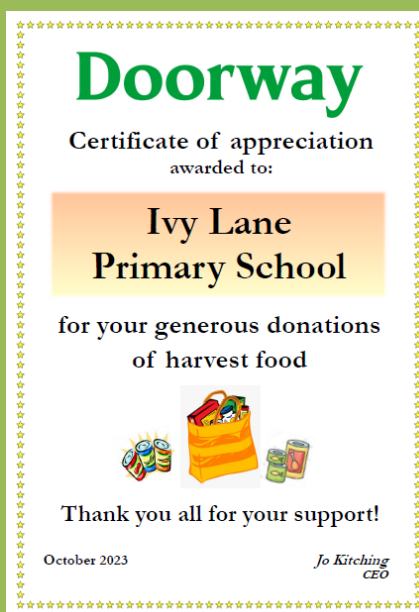 Doorway
Certificate of appreciation
awarded to:
Ivy Lane
Primary School
for your generous donations
of harvest food
Thank you all for your support!
October 2023
Jo Kitching
CEO